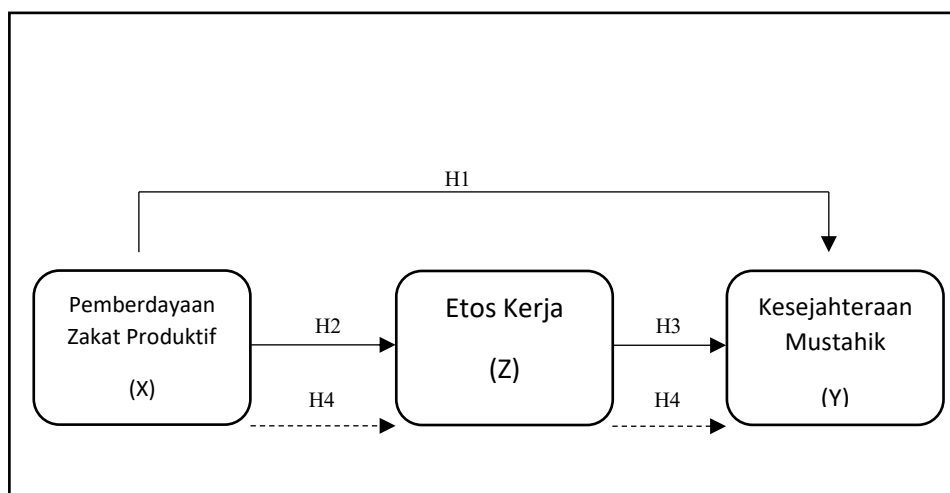 H1
Pemberdayaan
Zakat Produktif
(X)
H2
H4
Etos Kerja
(Z)
H3
H4
Kesejahteraan
Mustahik
(Y)